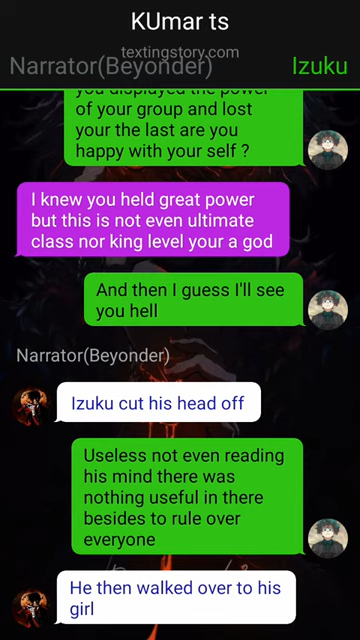 KUmar ts
textingstory.com
Narrator(Beyonder)
Izuku
you displayed the power
of your group and lost
your the last are you
happy with your self ?
I knew you held great power
but this is not even ultimate
class nor king level your a god
And then I guess I'll see
you hell
Narrator(Beyonder)
Izuku cut his head off
Useless not even reading
his mind there was
nothing useful in there
besides to rule over
everyone
He then walked over to his
girl